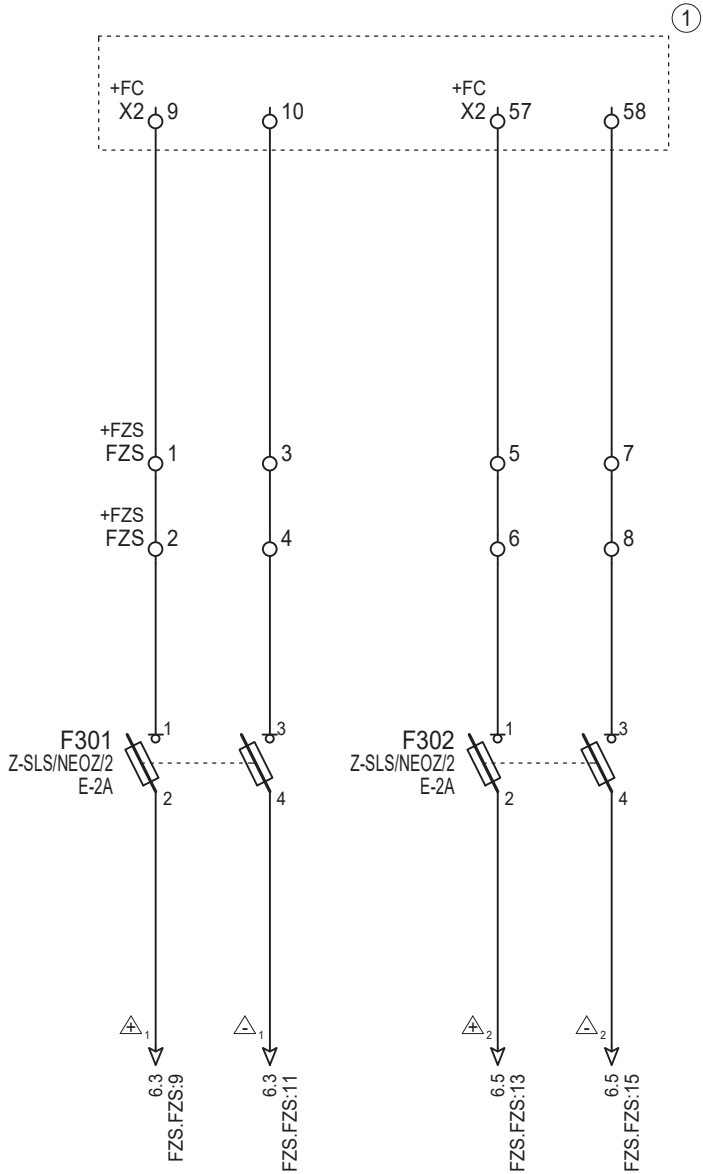 1
+FC
X2 9
10
+FC
X2 57
58
+FZS
FZS 1
3
5
7
+FZS
FZS 2
4
6
8
F301
Z-SLS/NEOZ/2
E-2A
1
2
3
4
F302
Z-SLS/NEOZ/2
E-2A
1
2
3
4
+ 1
- 1
+ 2
- 2
6.3
FZS.FZS:9
6.3
FZS.FZS:11
6.5
FZS.FZS:13
6.5
FZS.FZS:15